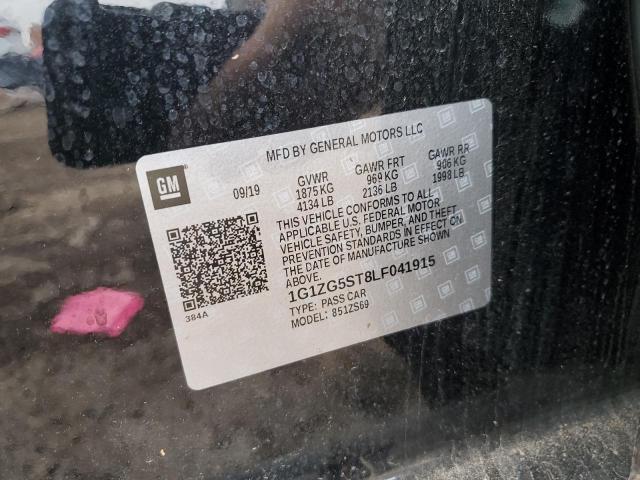 MFD BY GENERAL MOTORS LLC
GM
09/19
GVWR
1875 KG
4134 LB
GAWR FRT
969 KG
2136 LB
GAWR RR
906 KG
1998 LB
THIS VEHICLE CONFORMS TO ALL
APPLICABLE U.S. FEDERAL MOTOR
VEHICLE SAFETY, BUMPER, AND THEFT
PREVENTION STANDARDS IN EFFECT ON
THE DATE OF MANUFACTURE SHOWN
ABOVE.
1G1ZG5ST8LF041915
TYPE: PASS CAR
MODEL: 851ZS69
384A